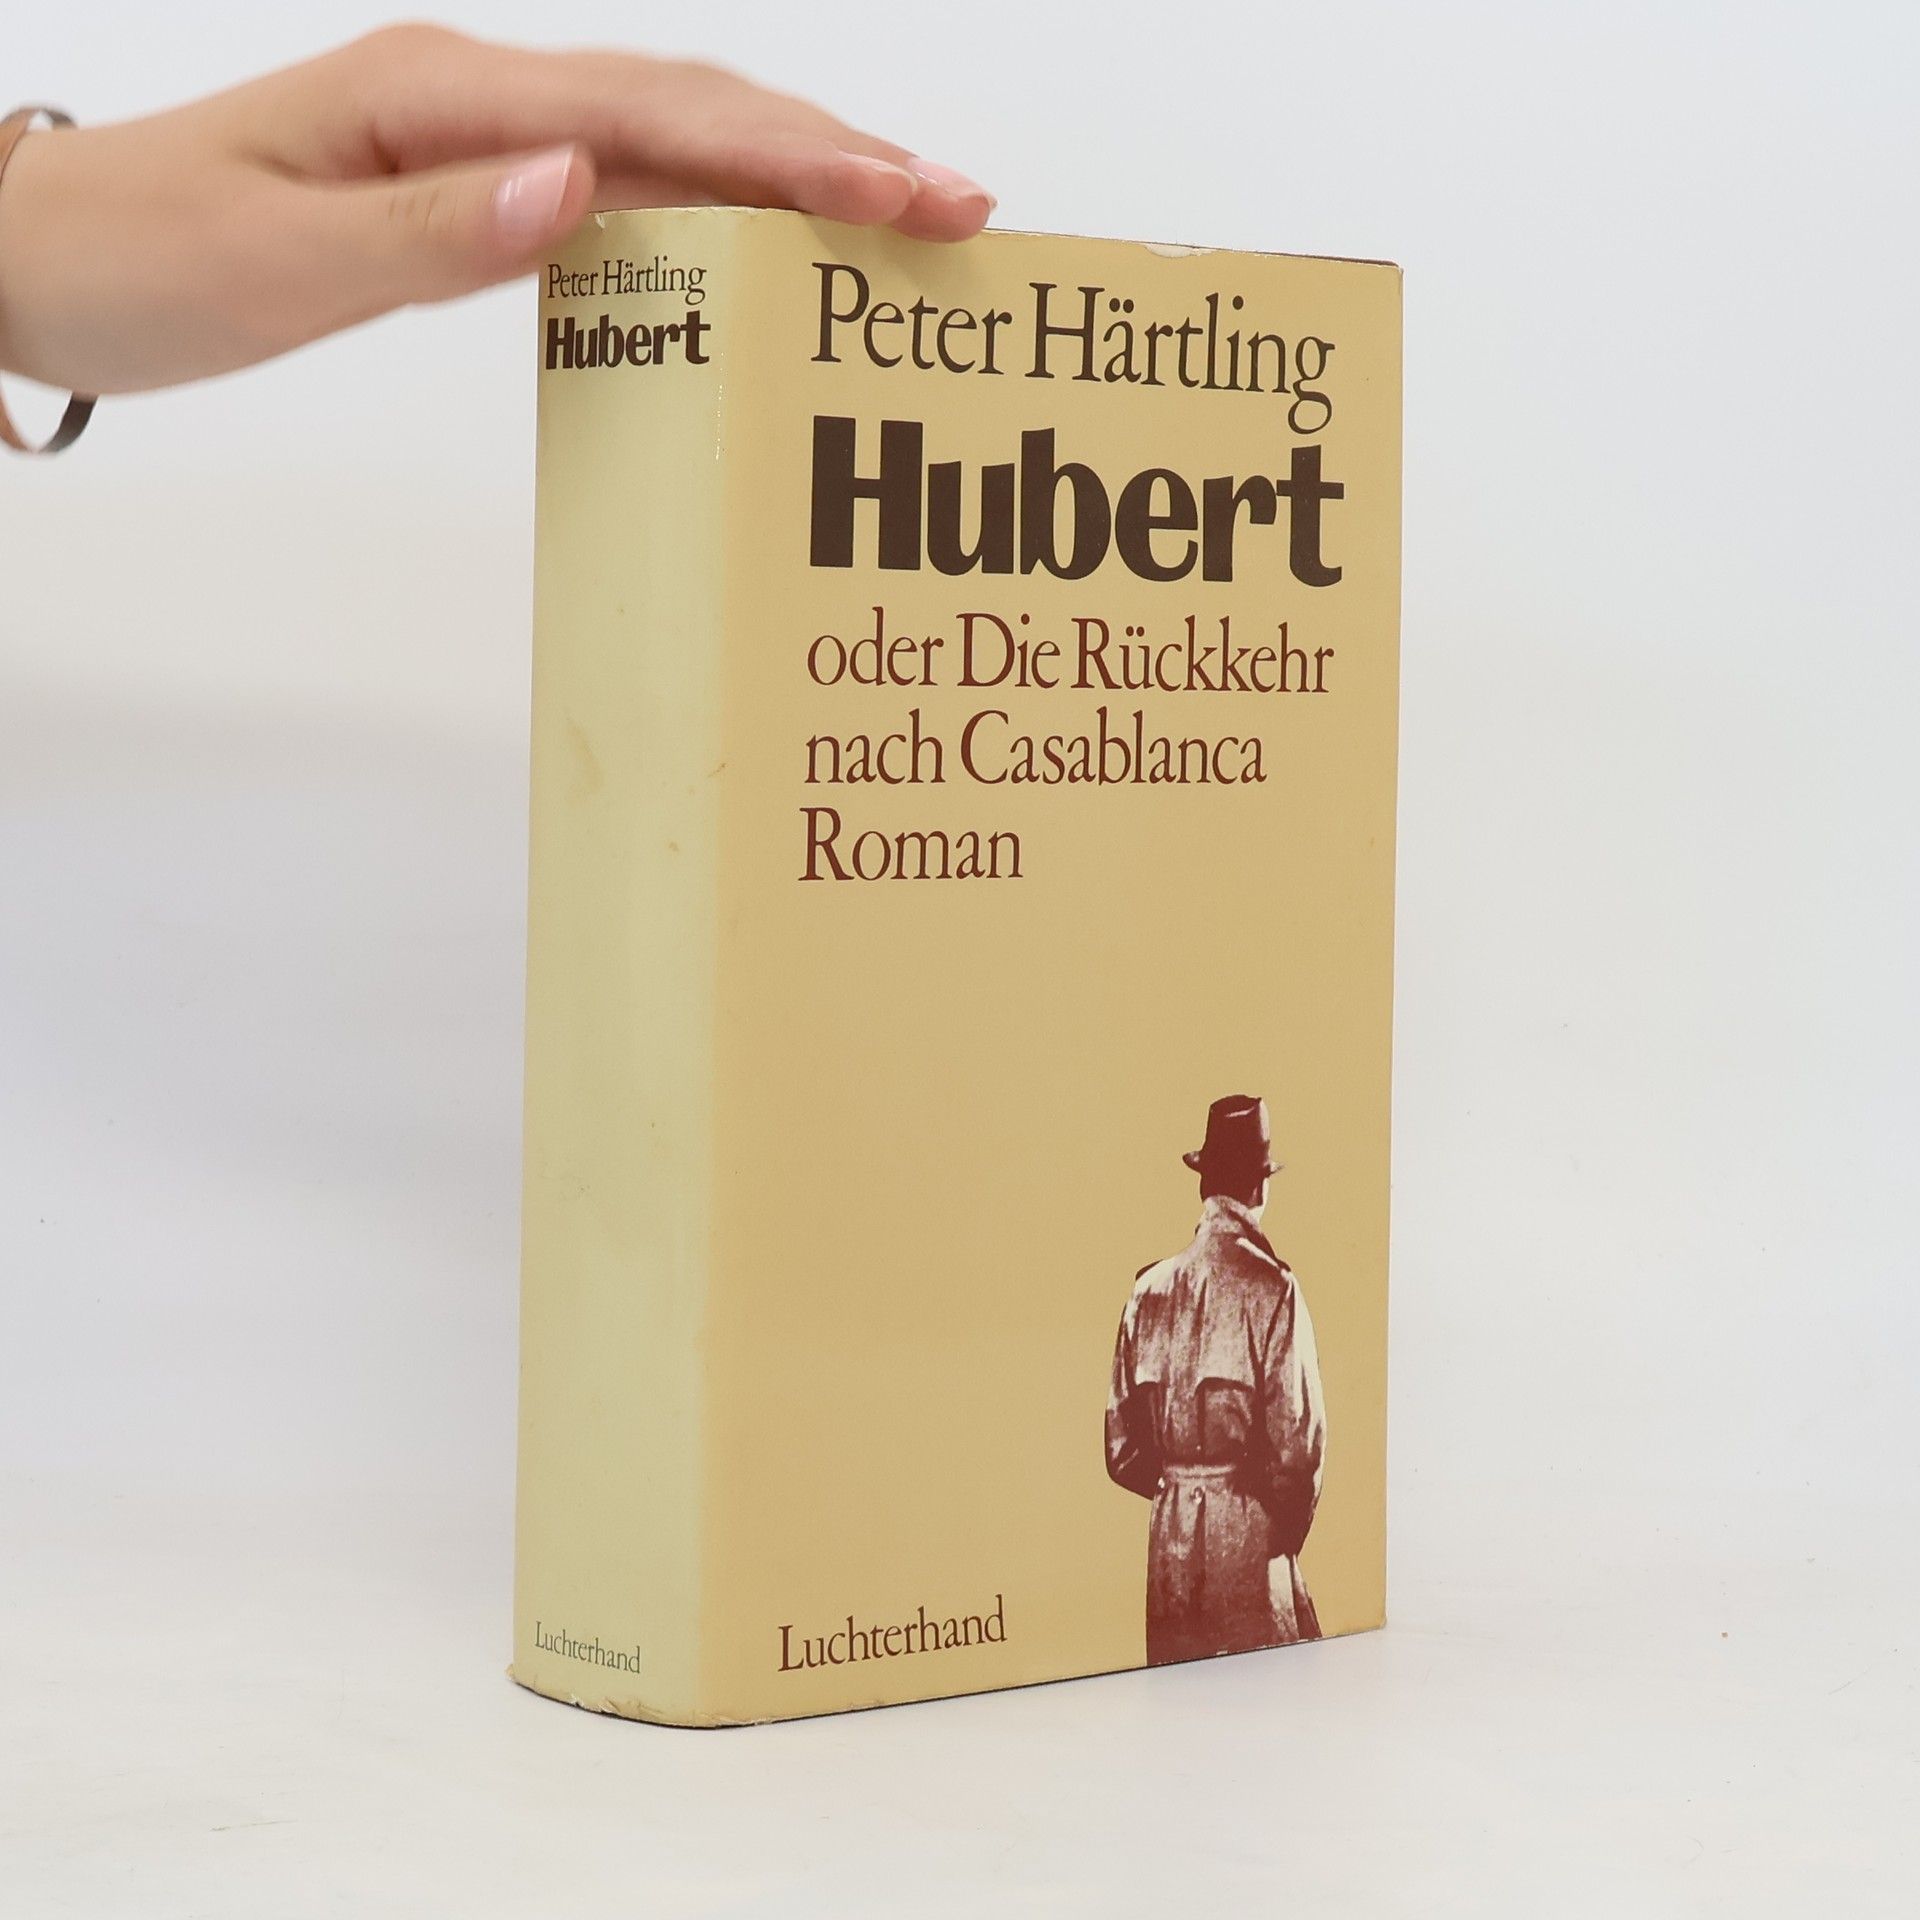 Peter Härtling
Hubert
Luchterhand
Peter Härtling
Hubert
oder Die Rückkehr
nach Casablanca
Roman
Luchterhand